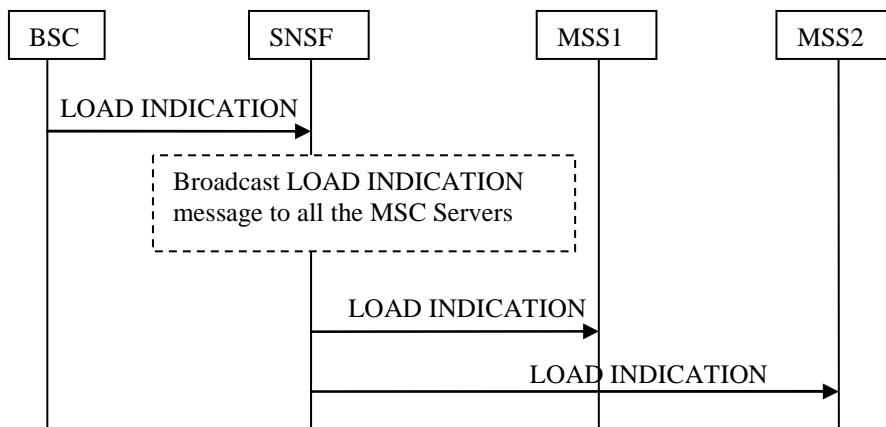 BSC
SNSF
MSS1
MSS2
LOAD INDICATION
Broadcast LOAD INDICATION
message to all the MSC Servers
LOAD INDICATION
LOAD INDICATION